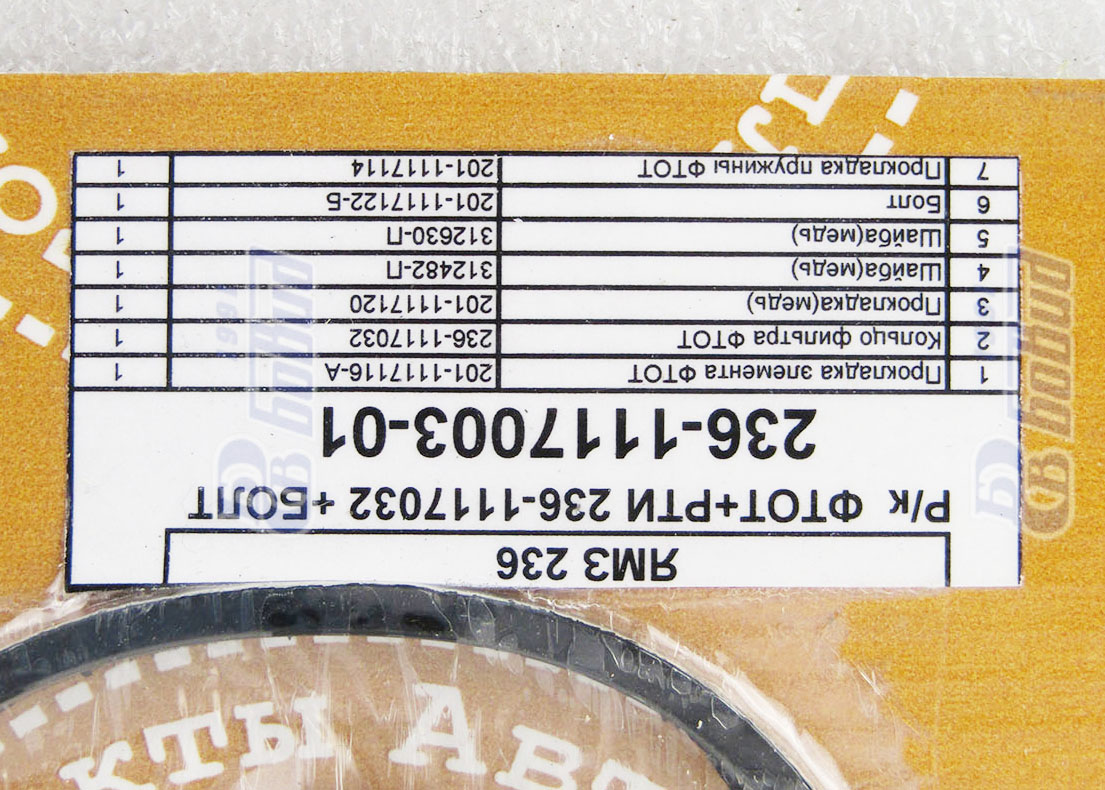 ЯМЗ 236
Р/к ФТОТ+РТИ 236-1117032 +БОЛТ
236-1117003-01
1 Прокладка элемента ФТОТ 201-1117116-А 1
2 Кольцо фильтра ФТОТ 236-1117032 1
3 Прокладка(медь) 201-1117120 1
4 Шайба(медь) 312482-П 1
5 Шайба(медь) 312630-П 1
6 Болт 201-1117122-Б 1
7 Прокладка пружины ФТОТ 201-1117114 1
КТЫ АВТ